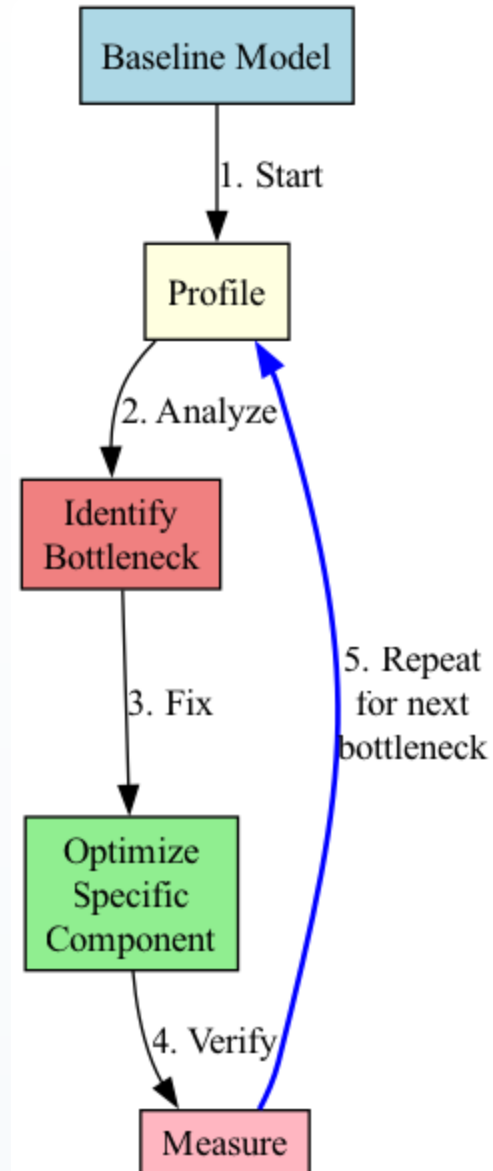 Baseline Model
1. Start
Profile
2. Analyze
Identify
Bottleneck
3. Fix
5. Repeat
for next
bottleneck
Optimize
Specific
Component
4. Verify
Measure